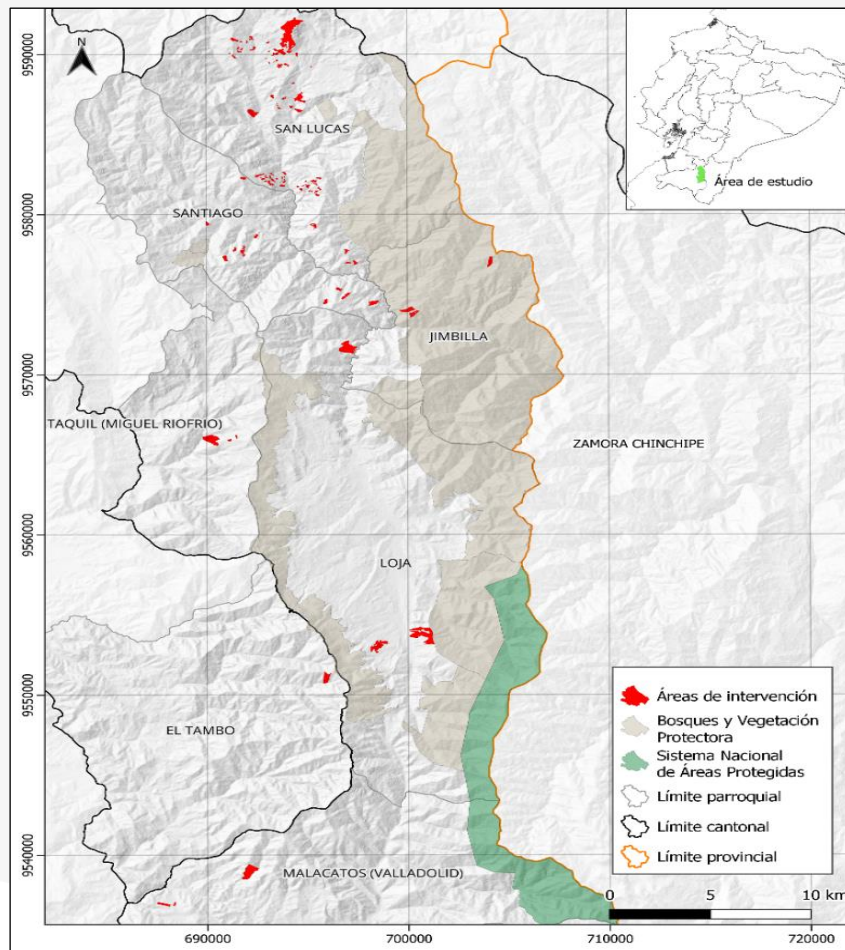 N
Área de estudio
SAN LUCAS
SANTIAGO
JIMBILLA
TAQUIL (MIGUEL RIOFRIO)
ZAMORA CHINCHIPE
LOJA
EL TAMBO
MALACATOS (VALLADOLID)
Áreas de intervención
Bosques y Vegetación
Protectora
Sistema Nacional
de Áreas Protegidas
Límite parroquial
Límite cantonal
Límite provincial
0 5 10 km
9590000
9580000
9570000
9560000
9550000
9540000
690000 700000 710000 720000